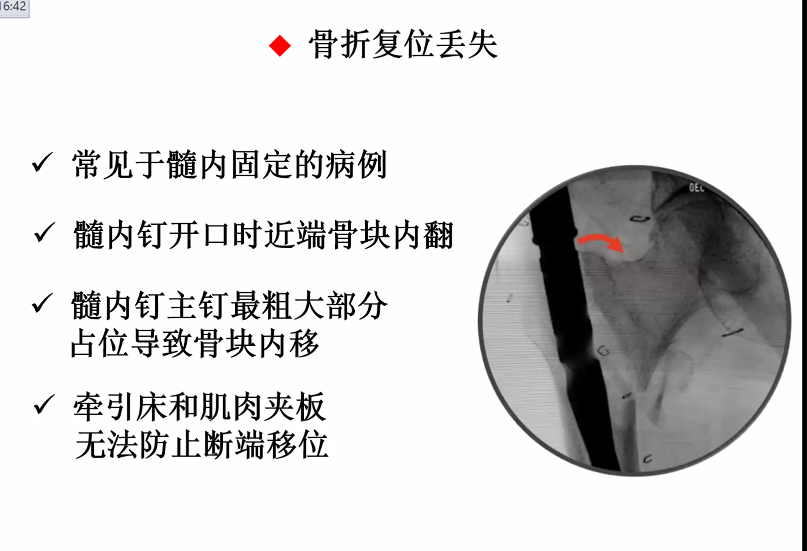 16:42
骨折复位丢失
常见于髓内固定的病例
髓内钉开口时近端骨块内翻
髓内钉主钉最粗大部分
占位导致骨块内移
牵引床和肌肉夹板
无法防止断端移位